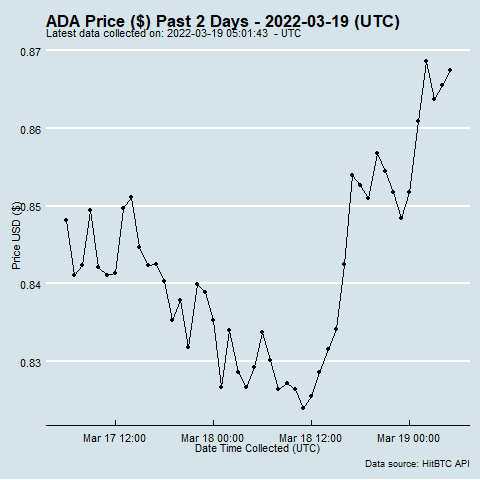 ADA Price ($) Past 2 Days - 2022-03-19 (UTC)
Latest data collected on: 2022-03-19 05:01:43  - UTC
0.87
0.86
0.85
0.84
0.83
Price USD ($)
Mar 17 12:00
Mar 18 00:00
Mar 18 12:00
Mar 19 00:00
Date Time Collected (UTC)
Data source: HitBTC API